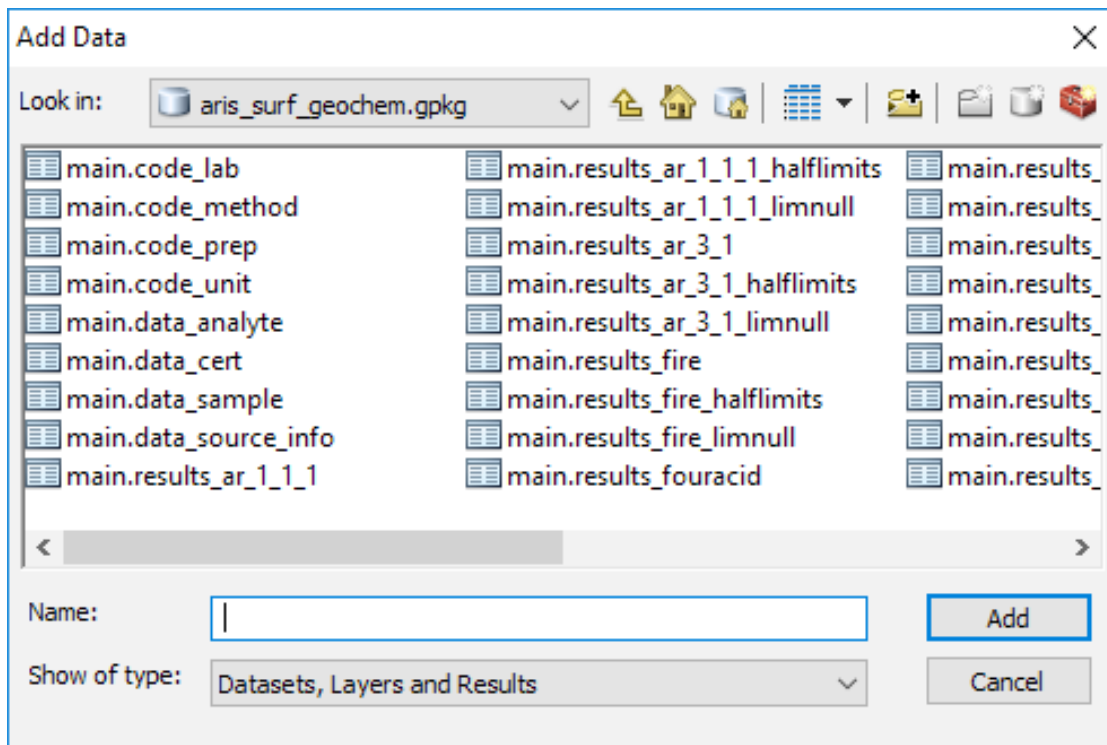 Add Data
Look in:
aris_surf_geochem.gpkg
main.code_lab
main.code_method
main.code_prep
main.code_unit
main.data_analyte
main.data_cert
main.data_sample
main.data_source_info
main.results_ar_1_1_1
main.results_ar_1_1_1_halflimits
main.results_ar_1_1_1_limnull
main.results_ar_3_1
main.results_ar_3_1_halflimits
main.results_ar_3_1_limnull
main.results_fire
main.results_fire_halflimits
main.results_fire_limnull
main.results_fouracid
main.results_
main.results_
main.results_
main.results_
main.results_
main.results_
main.results_
main.results_
main.results_
Name:
Add
Show of type:
Datasets, Layers and Results
Cancel